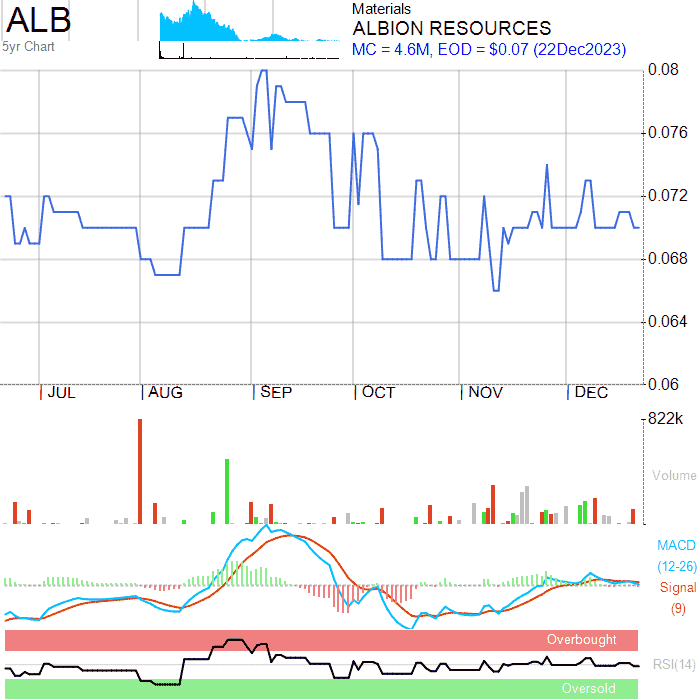 ALB
5yr Chart
Materials
ALBION RESOURCES
MC = 4.6M, EOD = $0.07 (22Dec2023)
0.08
0.076
0.072
0.068
0.064
0.06
JUL AUG SEP OCT NOV DEC
822k
Volume
MACD
(12-26)
Signal
(9)
Overbought
RSI(14)
Oversold